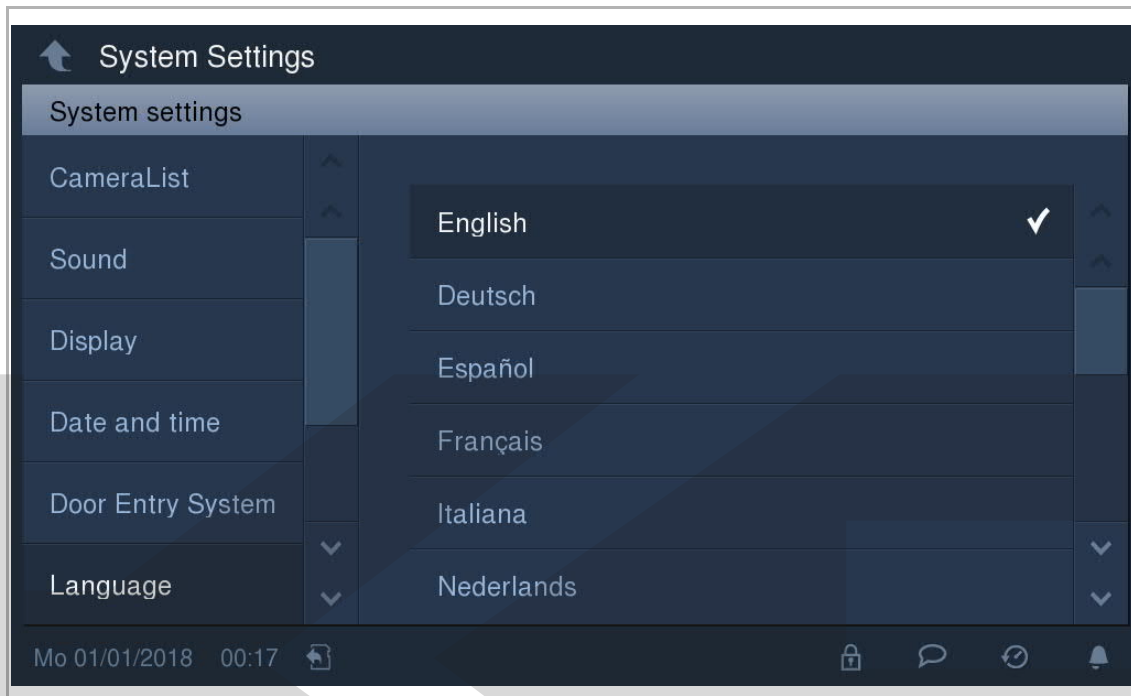 System Settings
System settings
CameraList
Sound
Display
Date and time
Door Entry System
Language
English
Deutsch
Español
Français
Italiana
Nederlands
Mo 01/01/2018 00:17